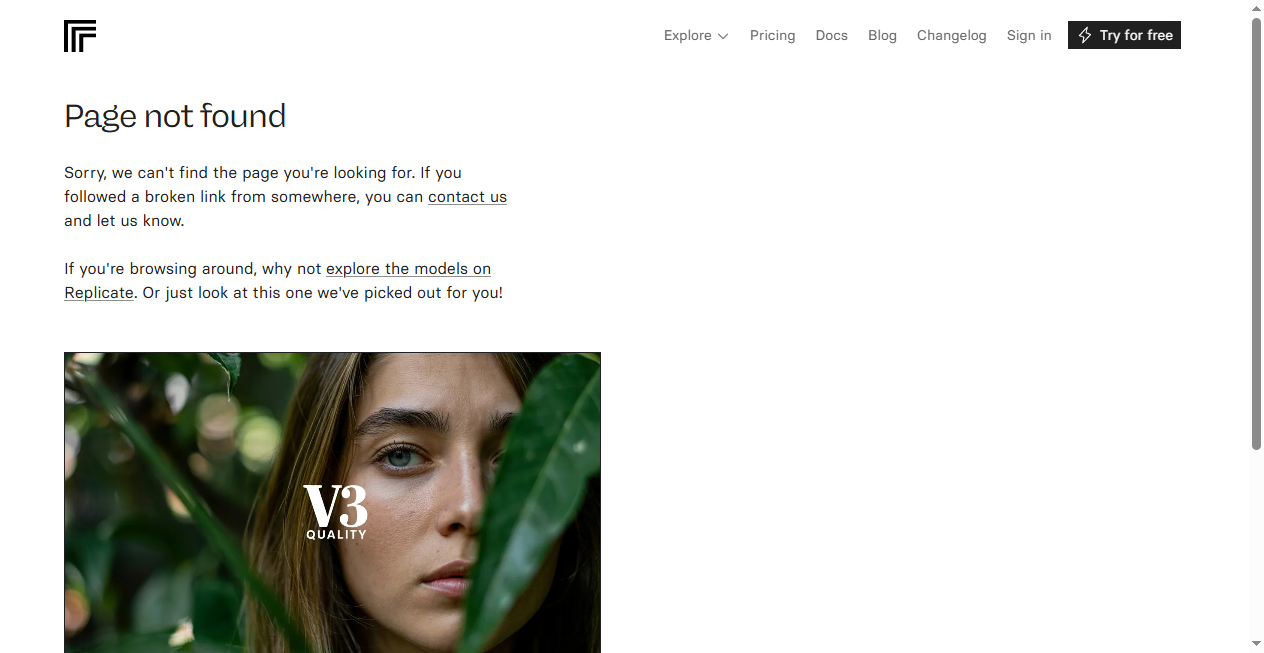 Explore
Pricing
Docs
Blog
Changelog
Sign in
Try for free
Page not found
Sorry, we can't find the page you're looking for. If you
followed a broken link from somewhere, you can contact us
and let us know.
If you're browsing around, why not explore the models on
Replicate. Or just look at this one we've picked out for you!
V3
QUALITY